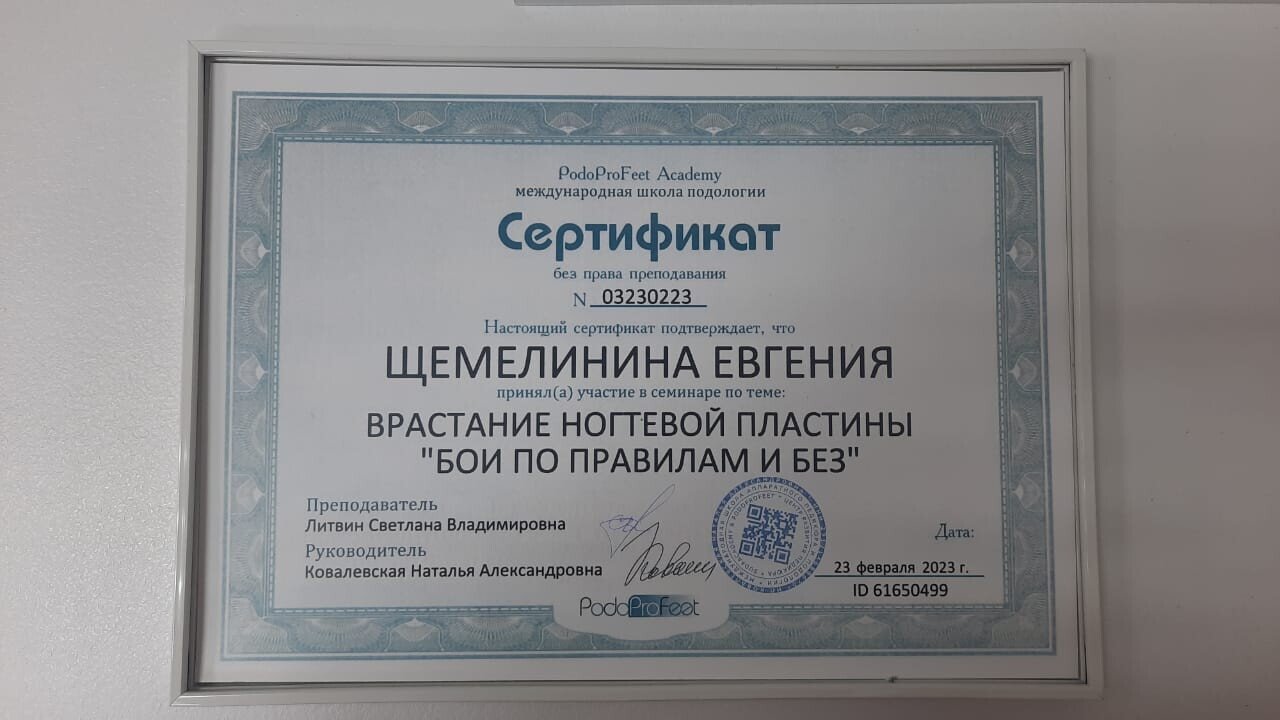 PodoProFeet Academy
международная школа подологии
Сертификат
без права преподавания
N 03230223
Настоящий сертификат подтверждает, что
ЩЕМЕЛИНИНА ЕВГЕНИЯ
принял(а) участие в семинаре по теме:
ВРАСТАНИЕ НОГТЕВОЙ ПЛАСТИНЫ
"БОИ ПО ПРАВИЛАМ И БЕЗ"
Преподаватель
Литвин Светлана Владимировна
Руководитель
Ковалевская Наталья Александровна
Дата:
23 февраля 2023 г.
ID 61650499
PodoProFeet